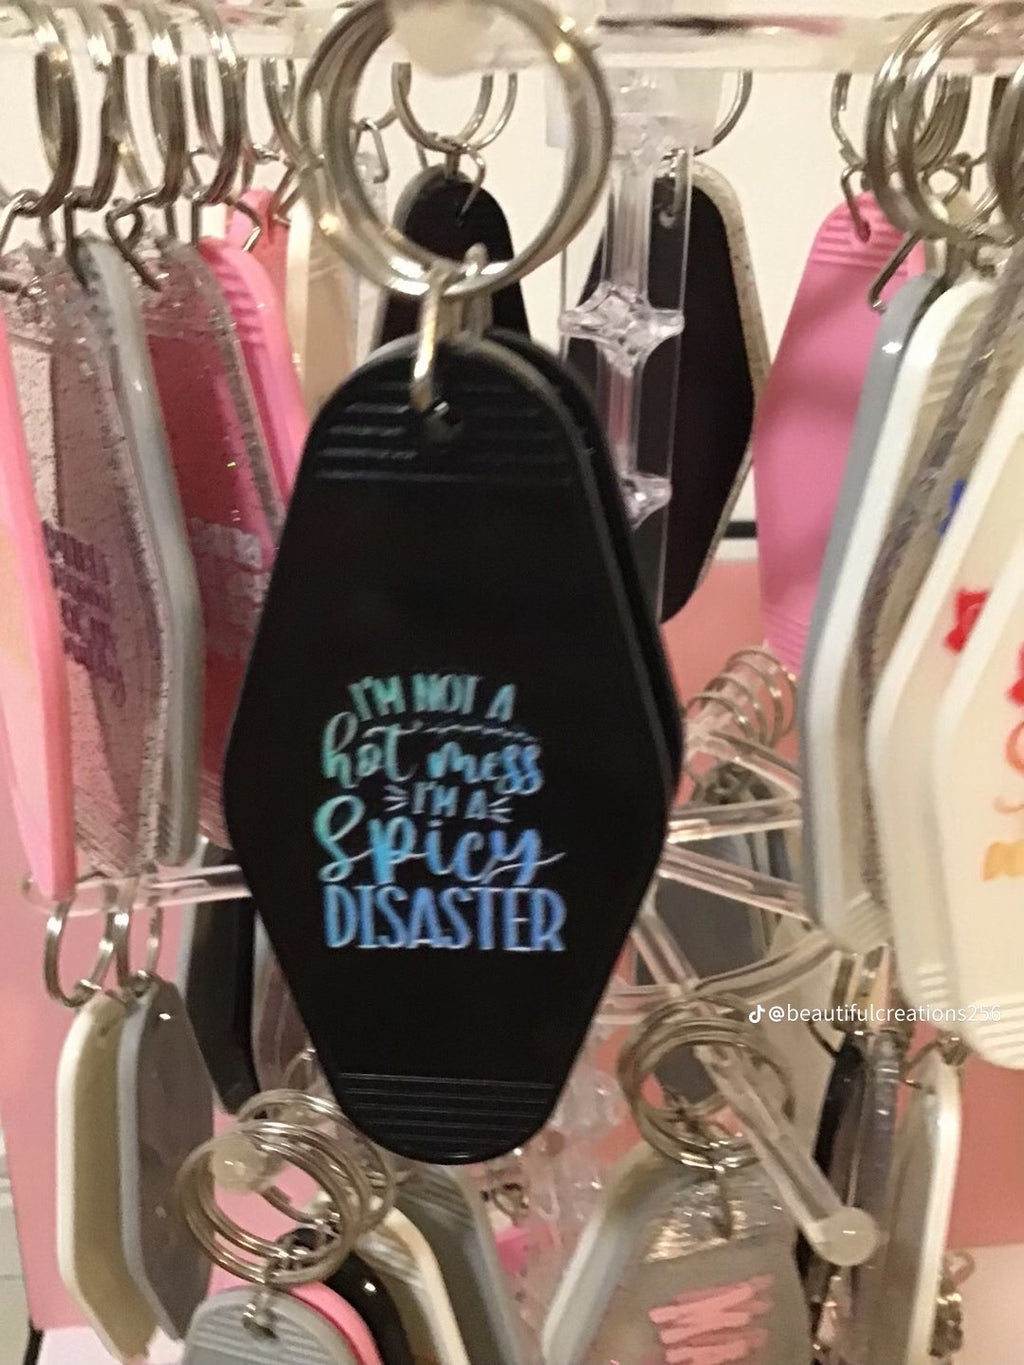 I'M NOT A
hot mess
I'M A
Spicy
DISASTER
@beautifulcreations256